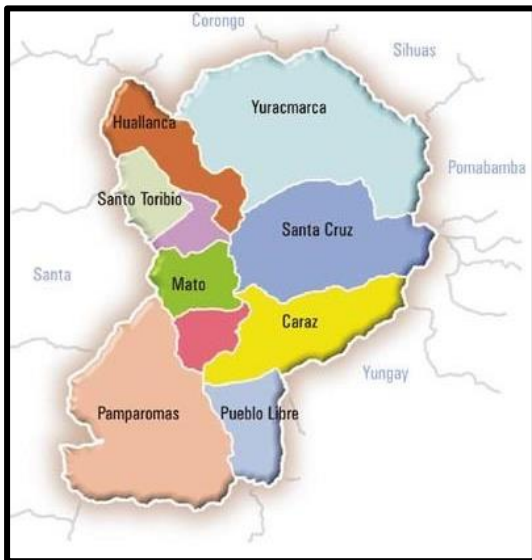 Corongo
Sihuas
Yuracmarca
Huallanca
Pomabamba
Santo Toribio
Santa Cruz
Santa
Mato
Caraz
Yungay
Pamparomas
Pueblo Libre